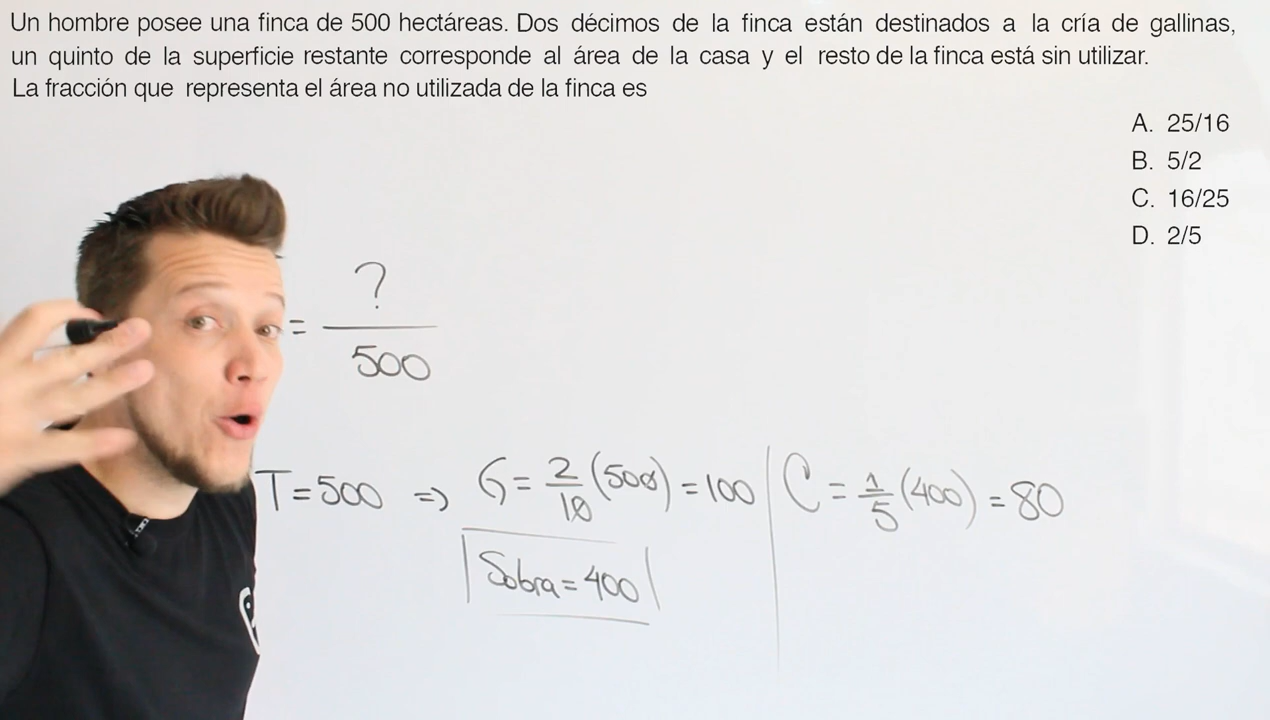 Un hombre posee una finca de 500 hectáreas. Dos décimos de la finca están destinados a la cría de gallinas,
un quinto de la superficie restante corresponde al área de la casa y el resto de la finca está sin utilizar.
La fracción que representa el área no utilizada de la finca es
A. 25/16
B. 5/2
C. 16/25
D. 2/5
= ?/500
T=500 => G= 2/10 (500) = 100 | C = 1/5 (400) = 80
Sobra=400